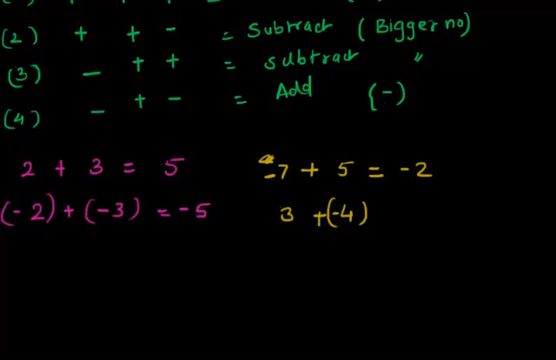 (2) + + - = Subtract (Bigger no)
(3) - + + = subtract "
(4) - + - = Add (-)
2 + 3 = 5
-7 + 5 = -2
(-2) + (-3) = -5
3 + (-4)